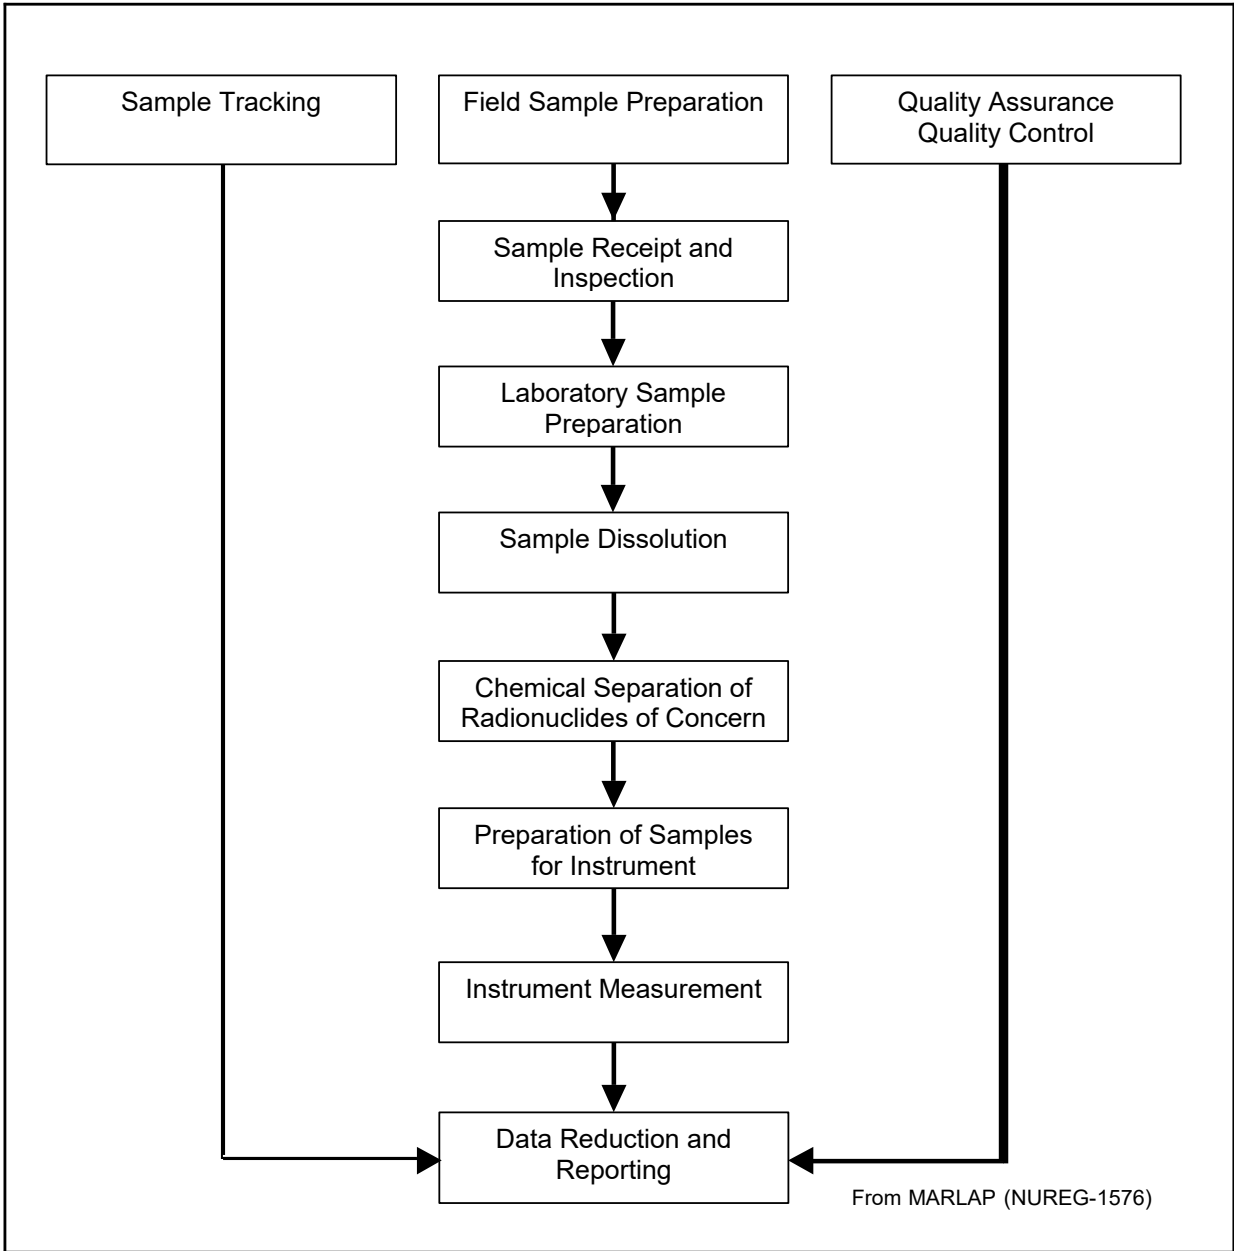 Sample Tracking
Field Sample Preparation
Quality Assurance
Quality Control
Sample Receipt and
Inspection
Laboratory Sample
Preparation
Sample Dissolution
Chemical Separation of
Radionuclides of Concern
Preparation of Samples
for Instrument
Instrument Measurement
Data Reduction and
Reporting
From MARLAP (NUREG-1576)